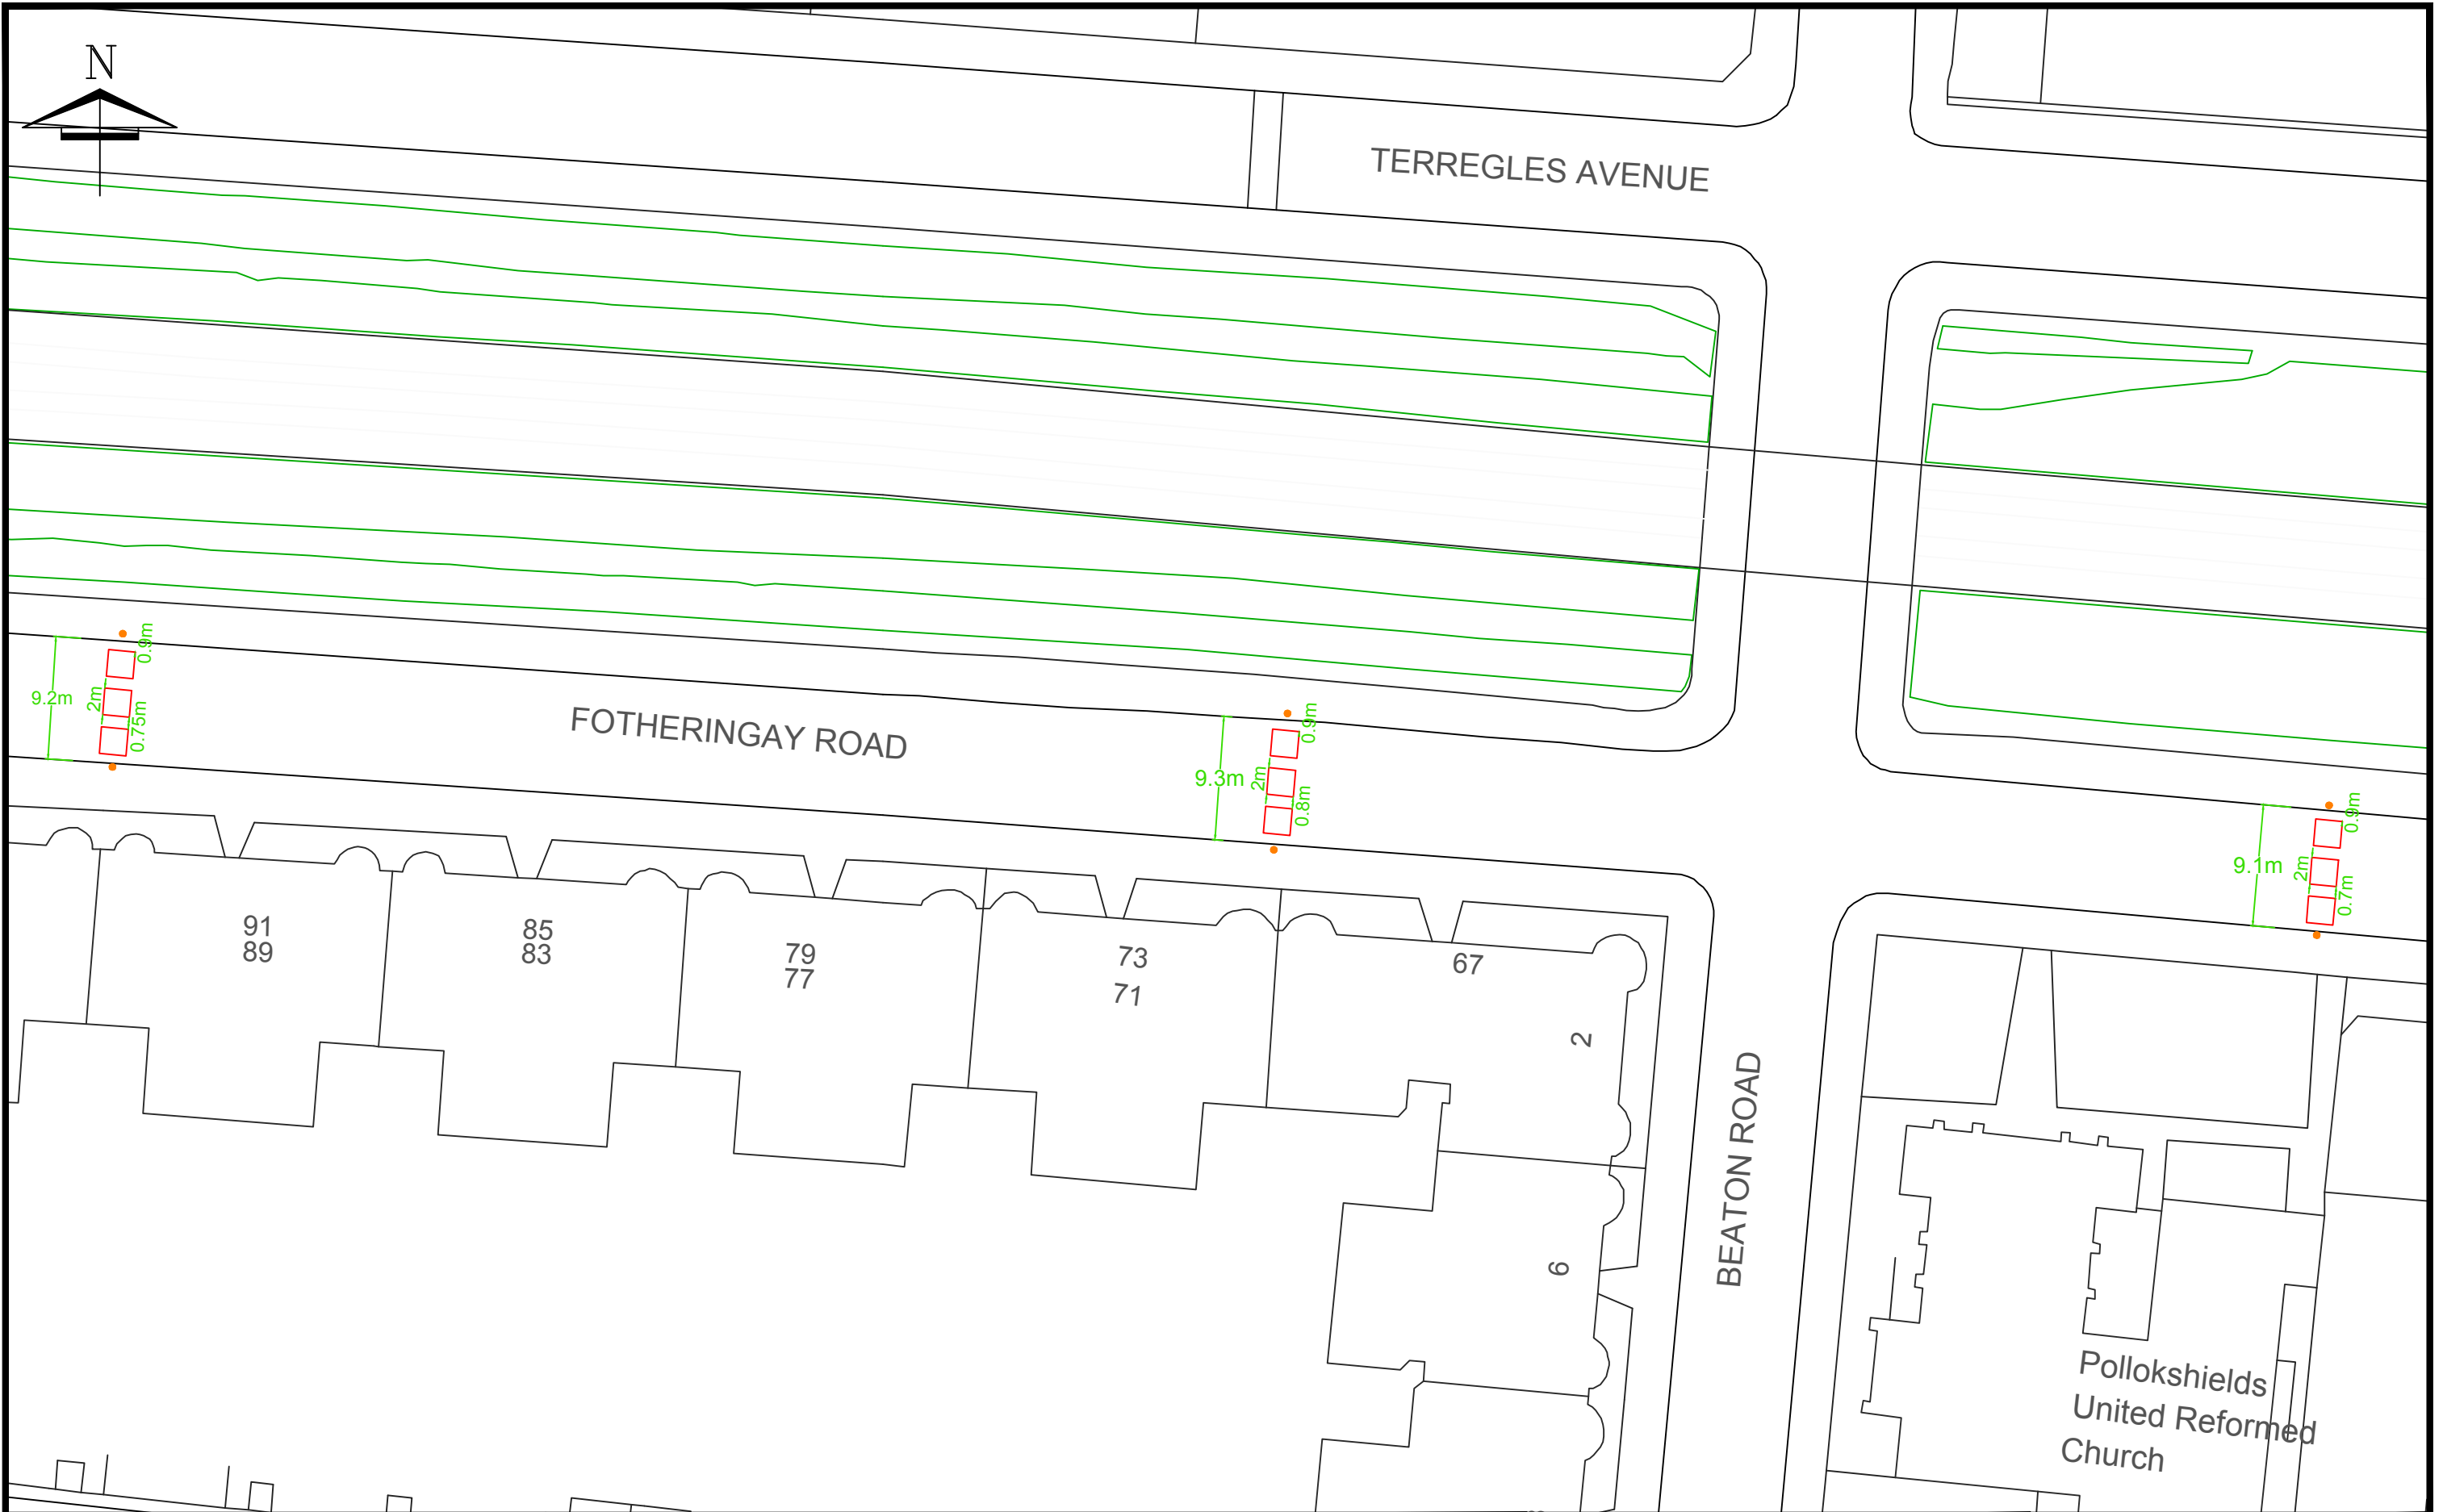 N
TERREGLES AVENUE
0.9m
9.2m
2m
0.75m
FOTHERINGAY ROAD
0.9m
9.3m
2m
0.8m
0.9m
9.1m
2m
0.7m
91
89
85
83
79
77
73
71
67
2
BEATON ROAD
6
Pollokshields
United Reformed
Church